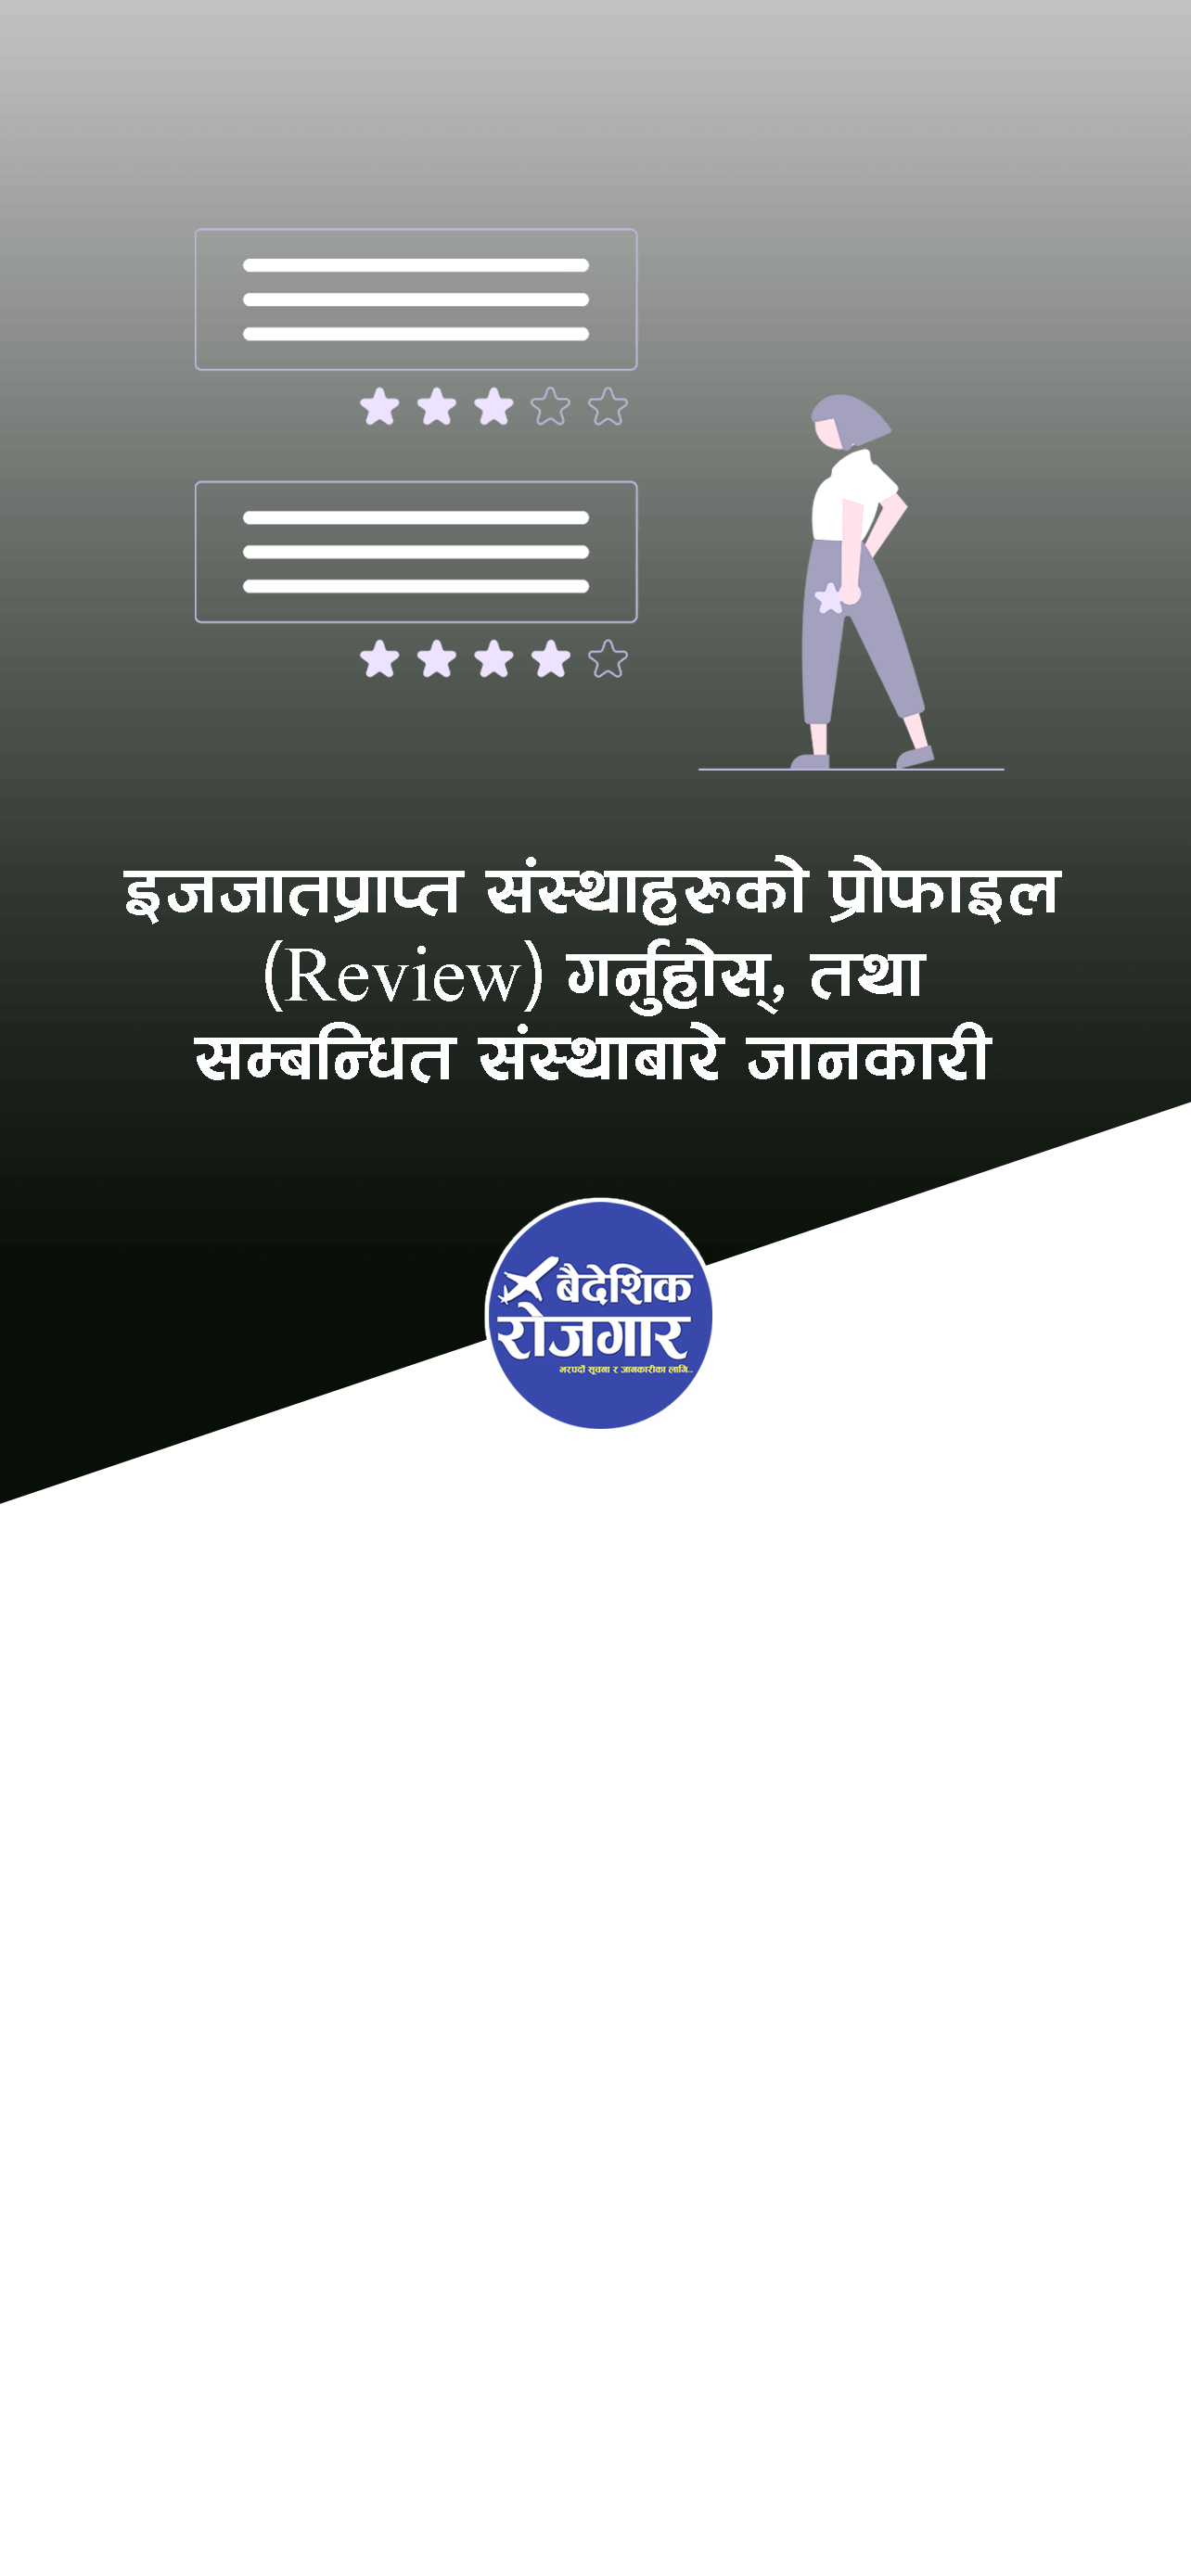 इजजातप्राप्त संस्थाहरूको प्रोफाइल
(Review) गर्नुहोस्, तथा
सम्बन्धित संस्थाबारे जानकारी
बैदेशिक
रोजगार
भरपर्दो सूचना र जानकारीका लागि...